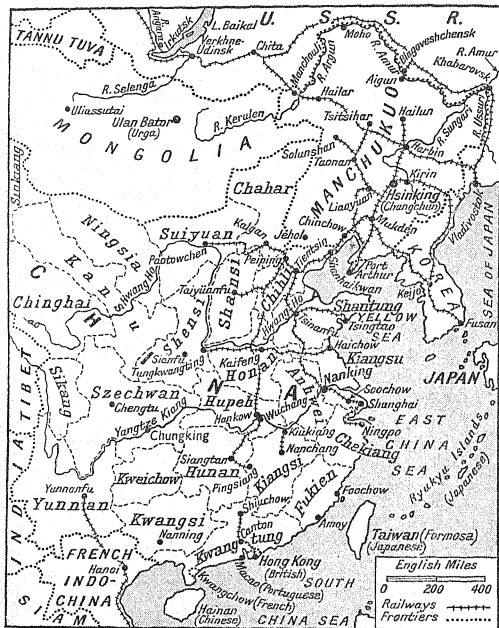 U. S. S. R.
TANNU TUVA
R. Angara
Irkutsk
L. Baikal
Verkhne-
Udinsk
Chita
Manchouli
R. Argun
Moho
R. Amur
Blagoveshchensk
R. Amur
Khabarovsk
Aigun
R. Selenga
Uliassutai
Ulan Bator
(Urga)
R. Kerulen
MONGOLIA
Hailar
Tsitsihar
Hailun
R. Sungari
R. Ussuri
Solunshan
Taonan
Harbin
MANCHUKUO
Kirin
Hsinking
(Changchun)
Liaoyuan
Vladivostok
Sinkiang
Chahar
Ningsia
Suiyuan
Kalgan
Jehol
Chinchow
Mukden
SEA OF JAPAN
Paotowchen
Peiping
Tientsin
Shanhaikwan
Port
Arthur
KOREA
CHINA
Kansu
Hwang Ho
Chinghai
Taiyuanfu
Shansi
Shensi
Chihli
Hwang Ho
Tsinanfu
Shantung
Tsingtao
YELLOW
SEA
Keijo
Fusan
Haichow
Kiangsu
JAPAN
Sianfu
Tungkwangting
Kaifeng
Honan
Anhwei
Nanking
Soochow
Shanghai
INDIA
TIBET
Sikang
Szechwan
Chengtu
Hupeh
Hankow
Wuchang
Yangtze Kiang
Chungking
Kiukiang
Nanchang
Ningpo
Chekiang
EAST
CHINA
SEA
Ryukyu Islands
(Japanese)
Siangtan
Hunan
Pingsiang
Kiangsi
Kweichow
Fukien
Foochow
Yunnanfu
Yunnan
Shiuchow
Kwangsi
Nanning
Canton
Kwangtung
Amoy
Taiwan (Formosa)
(Japanese)
FRENCH
INDO-
CHINA
Hanoi
SIAM
Hong Kong
(British)
Macao (Portuguese)
Kwangchow (French)
Hainan
(Chinese)
SOUTH
CHINA SEA
English Miles
0 200 400
Railways
Frontiers